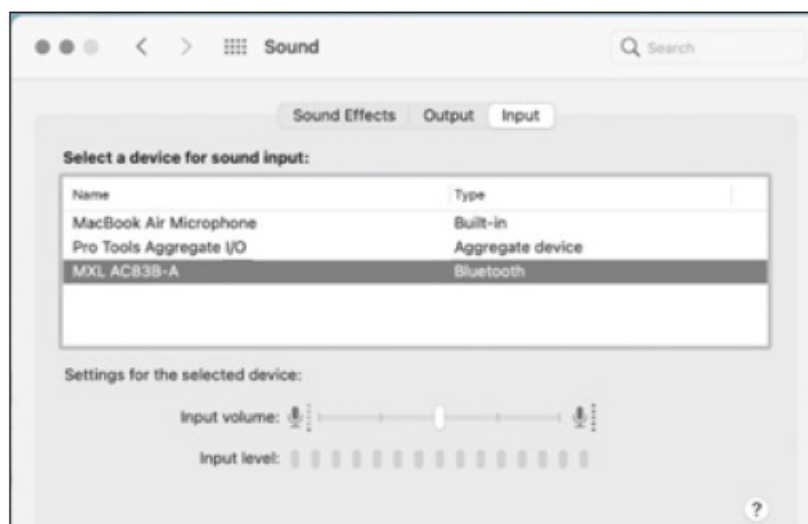 Sound
Search
Sound Effects Output Input
Select a device for sound input:
Name Type
MacBook Air Microphone Built-in
Pro Tools Aggregate I/O Aggregate device
MXL AC83B-A Bluetooth
Settings for the selected device:
Input volume:
Input level:
?